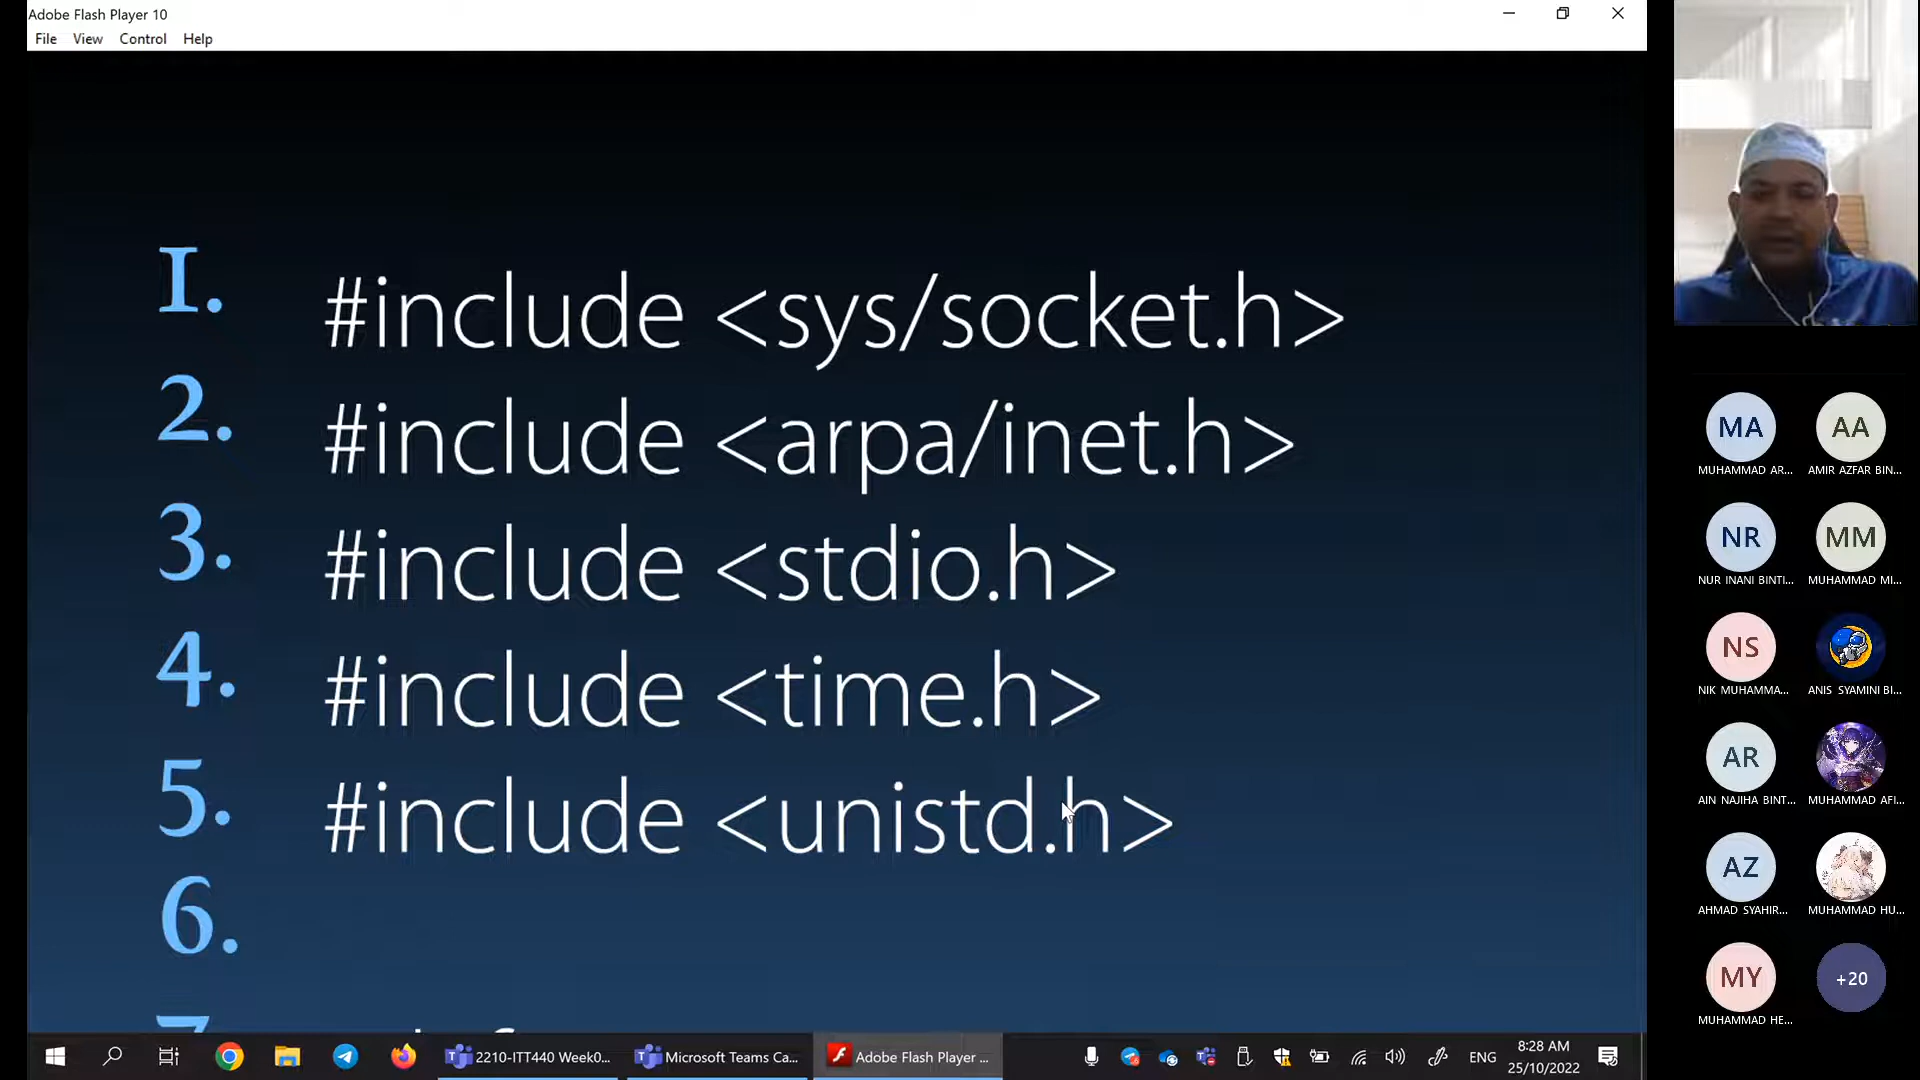 Adobe Flash Player 10
File View Control Help
1. #include <sys/socket.h>
2. #include <arpa/inet.h>
3. #include <stdio.h>
4. #include <time.h>
5. #include <unistd.h>
6.
7.
MA AA
MUHAMMAD AR... AMIR AZFAR BIN...
NR MM
NUR INANI BINTI... MUHAMMAD MI...
NS
NIK MUHAMMA... ANIS SYAMINI BI...
AR
AIN NAJIHA BINT... MUHAMMAD AFI...
AZ
AHMAD SYAHIR... MUHAMMAD HU...
MY +20
MUHAMMAD HE...
2210-ITT440 Week0... Microsoft Teams Ca... Adobe Flash Player ... ENG 8:28 AM
25/10/2022